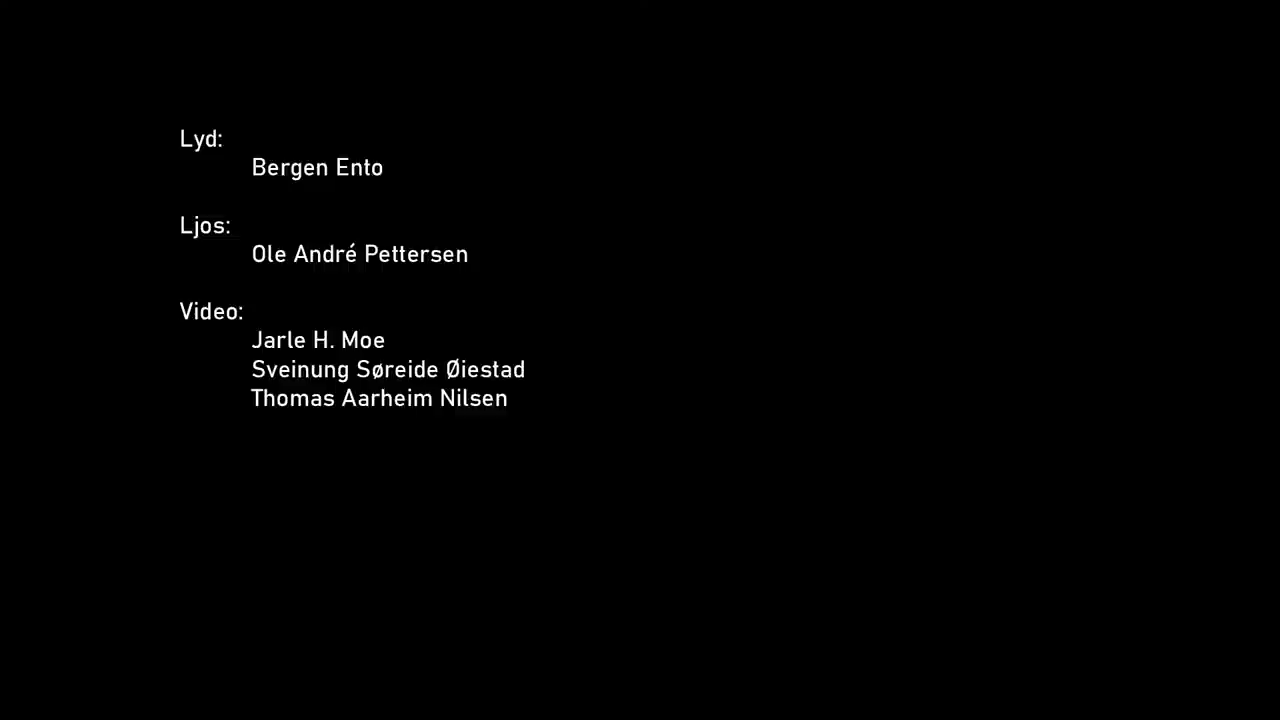 Lyd:
Bergen Ento
Ljos:
Ole André Pettersen
Video:
Jarle H. Moe
Sveinung Søreide Øiestad
Thomas Aarheim Nilsen